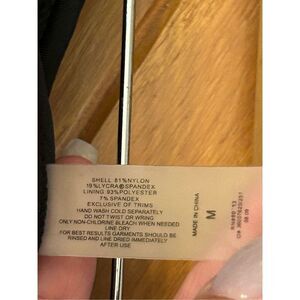 SHELL 81%NYLON
19%LYCRA®SPANDEX
LINING 93%POLYESTER
7% SPANDEX
EXCLUSIVE OF TRIMS
HAND WASH COLD SEPARATELY
DO NOT TWIST OR WRING
ONLY NON-CHLORINE BLEACH WHEN NEEDED
LINE DRY
FOR BEST RESULTS GARMENTS SHOULD BE
RINSED AND LINE DRIED IMMEDIATELY
AFTER USE
MADE IN CHINA
M